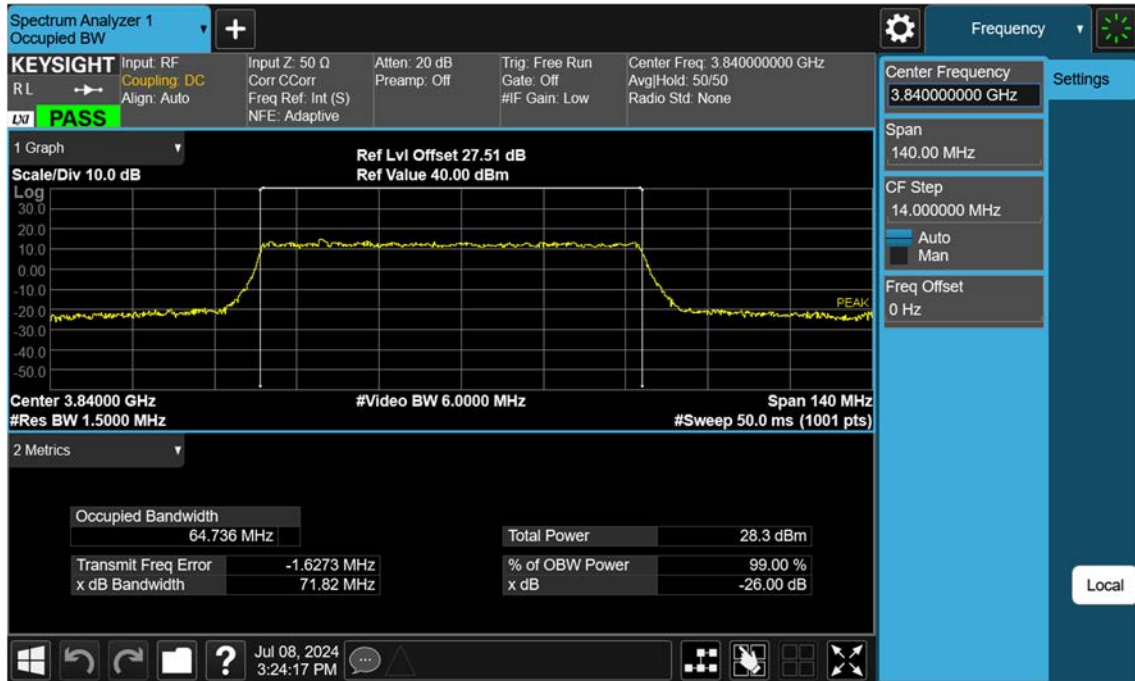 Spectrum Analyzer 1
Occupied BW
Frequency
KEYSIGHT
RL
LXI PASS
Input: RF
Coupling: DC
Align: Auto
Input Z: 50 Ω
Corr CCorr
Freq Ref: Int (S)
NFE: Adaptive
Atten: 20 dB
Preamp: Off
Trig: Free Run
Gate: Off
#IF Gain: Low
Center Freq: 3.840000000 GHz
Avg|Hold: 50/50
Radio Std: None
1 Graph
Scale/Div 10.0 dB
Ref Lvl Offset 27.51 dB
Ref Value 40.00 dBm
Log
30.0
20.0
10.0
0.00
-10.0
-20.0
-30.0
-40.0
-50.0
PEAK
Center 3.84000 GHz
#Res BW 1.5000 MHz
#Video BW 6.0000 MHz
Span 140 MHz
#Sweep 50.0 ms (1001 pts)
2 Metrics
Occupied Bandwidth
64.736 MHz
Transmit Freq Error -1.6273 MHz
x dB Bandwidth 71.82 MHz
Total Power 28.3 dBm
% of OBW Power 99.00 %
x dB -26.00 dB
Center Frequency
3.840000000 GHz
Span
140.00 MHz
CF Step
14.000000 MHz
Auto
Man
Freq Offset
0 Hz
Settings
Local
?
Jul 08, 2024
3:24:17 PM